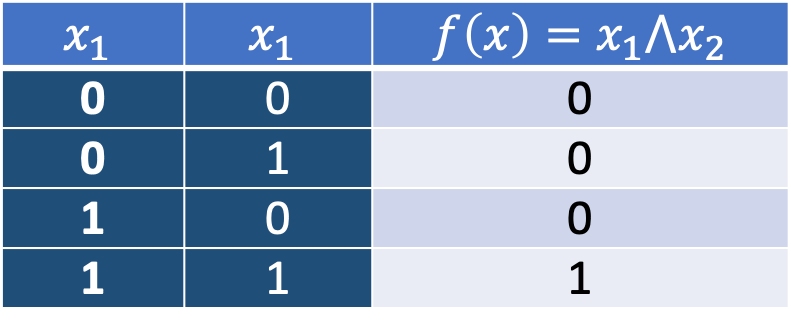 x₁ x₁ f(x) = x₁⋀x₂
0 0 0
0 1 0
1 0 0
1 1 1